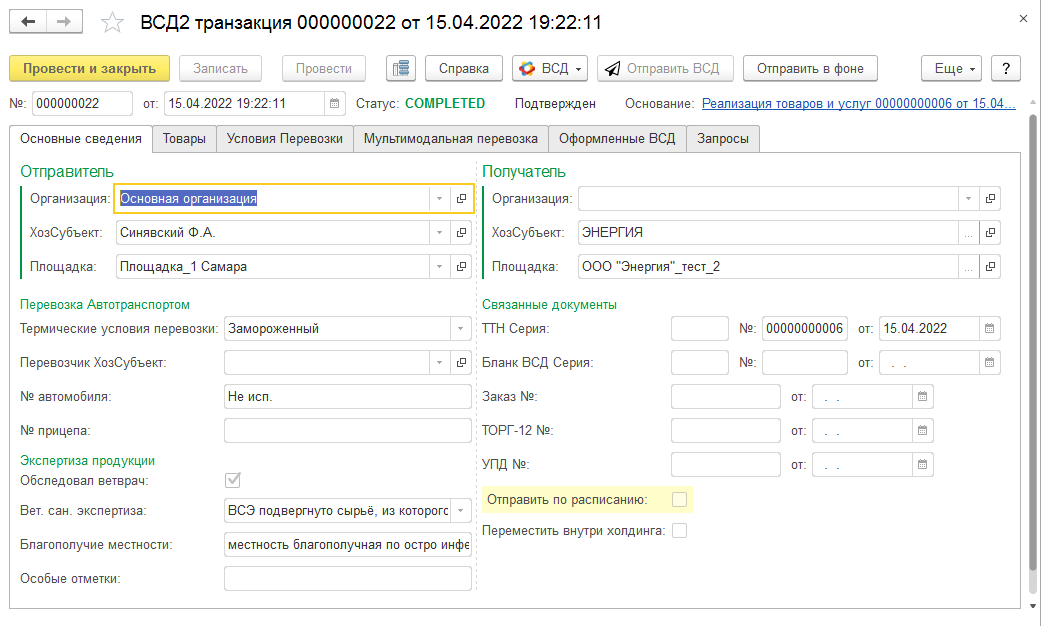 ВСД2 транзакция 000000022 от 15.04.2022 19:22:11
Провести и закрыть Записать Провести Справка ВСД Отправить ВСД Отправить в фоне Еще ?
№: 000000022 от: 15.04.2022 19:22:11 Статус: COMPLETED Подтвержден Основание: Реализация товаров и услуг 00000000006 от 15.04...
Основные сведения Товары Условия Перевозки Мультимодальная перевозка Оформленные ВСД Запросы
Отправитель Получатель
Организация: Основная организация Организация:
ХозСубъект: Синявский Ф.А. ХозСубъект: ЭНЕРГИЯ ...
Площадка: Площадка_1 Самара Площадка: ООО "Энергия"_тест_2 ...
Перевозка Автотранспортом Связанные документы
Термические условия перевозки: Замороженный ТТН Серия: №: 00000000006 от: 15.04.2022
Перевозчик ХозСубъект: Бланк ВСД Серия: №: от: . .
№ автомобиля: Не исп. Заказ №: от: . .
№ прицепа: ТОРГ-12 №: от: . .
Экспертиза продукции УПД №: от: . .
Обследовал ветврач:
Отправить по расписанию:
Вет. сан. экспертиза: ВСЭ подвергнуто сырьё, из которого
Переместить внутри холдинга:
Благополучие местности: местность благополучная по остро инфе
Особые отметки: